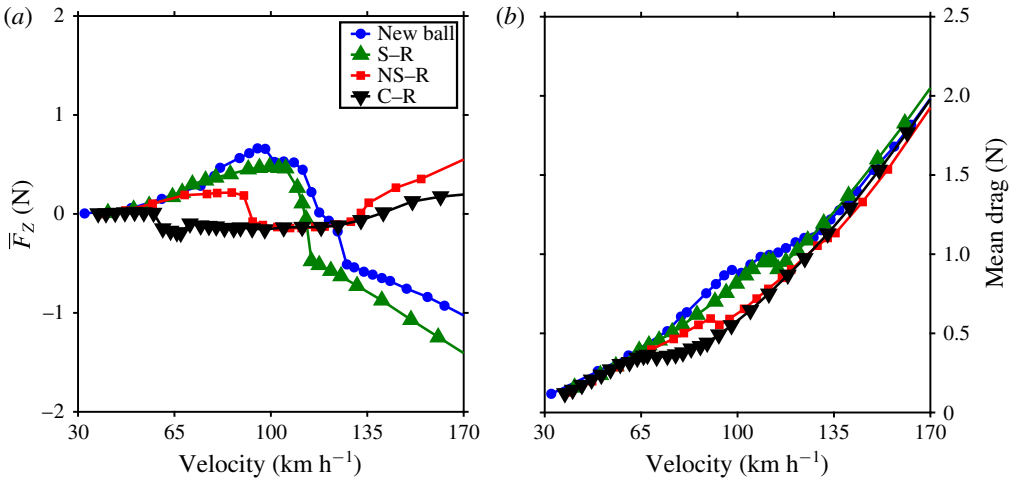 (a)
2
1
0
−1
−2
F̅Z (N)
New ball
S–R
NS–R
C–R
30
65
100
135
170
Velocity (km h−1)
(b)
2.5
2.0
1.5
1.0
0.5
0
Mean drag (N)
30
65
100
135
170
Velocity (km h−1)